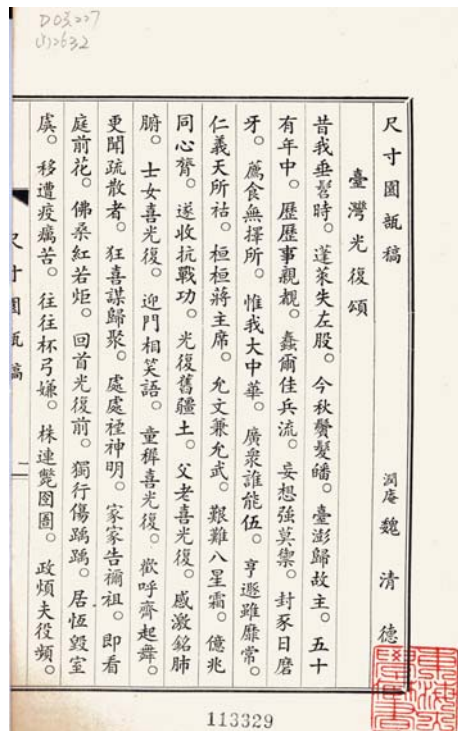 D03227
(5)2632
尺寸園瓿稿
潤庵 魏清德
臺灣光復頌
昔我垂髫時。蓬萊失左股。今秋鬢髮皤。臺澎歸故主。五十
有年中。歷歷事親覩。蠢爾佳兵流。妄想強莫禦。封豕日磨
牙。薦食無擇所。惟我大中華。廣衆誰能伍。亨遯雖靡常。
仁義天所祜。桓桓蔣主席。允文兼允武。艱難八星霜。億兆
同心膂。遂收抗戰功。光復舊疆土。父老喜光復。感激銘肺
腑。士女喜光復。迎門相笑語。童穉喜光復。歡呼齊起舞。
更聞疏散者。狂喜謀歸聚。處處禋神明。家家告禰祖。即看
庭前花。佛桑紅若炬。回首光復前。獨行傷踽踽。居恆毀室
虞。移遭疫癘苦。往往杯弓嫌。株連斃囹圄。政煩夫役頻。
尺寸園瓿稿
一
113329